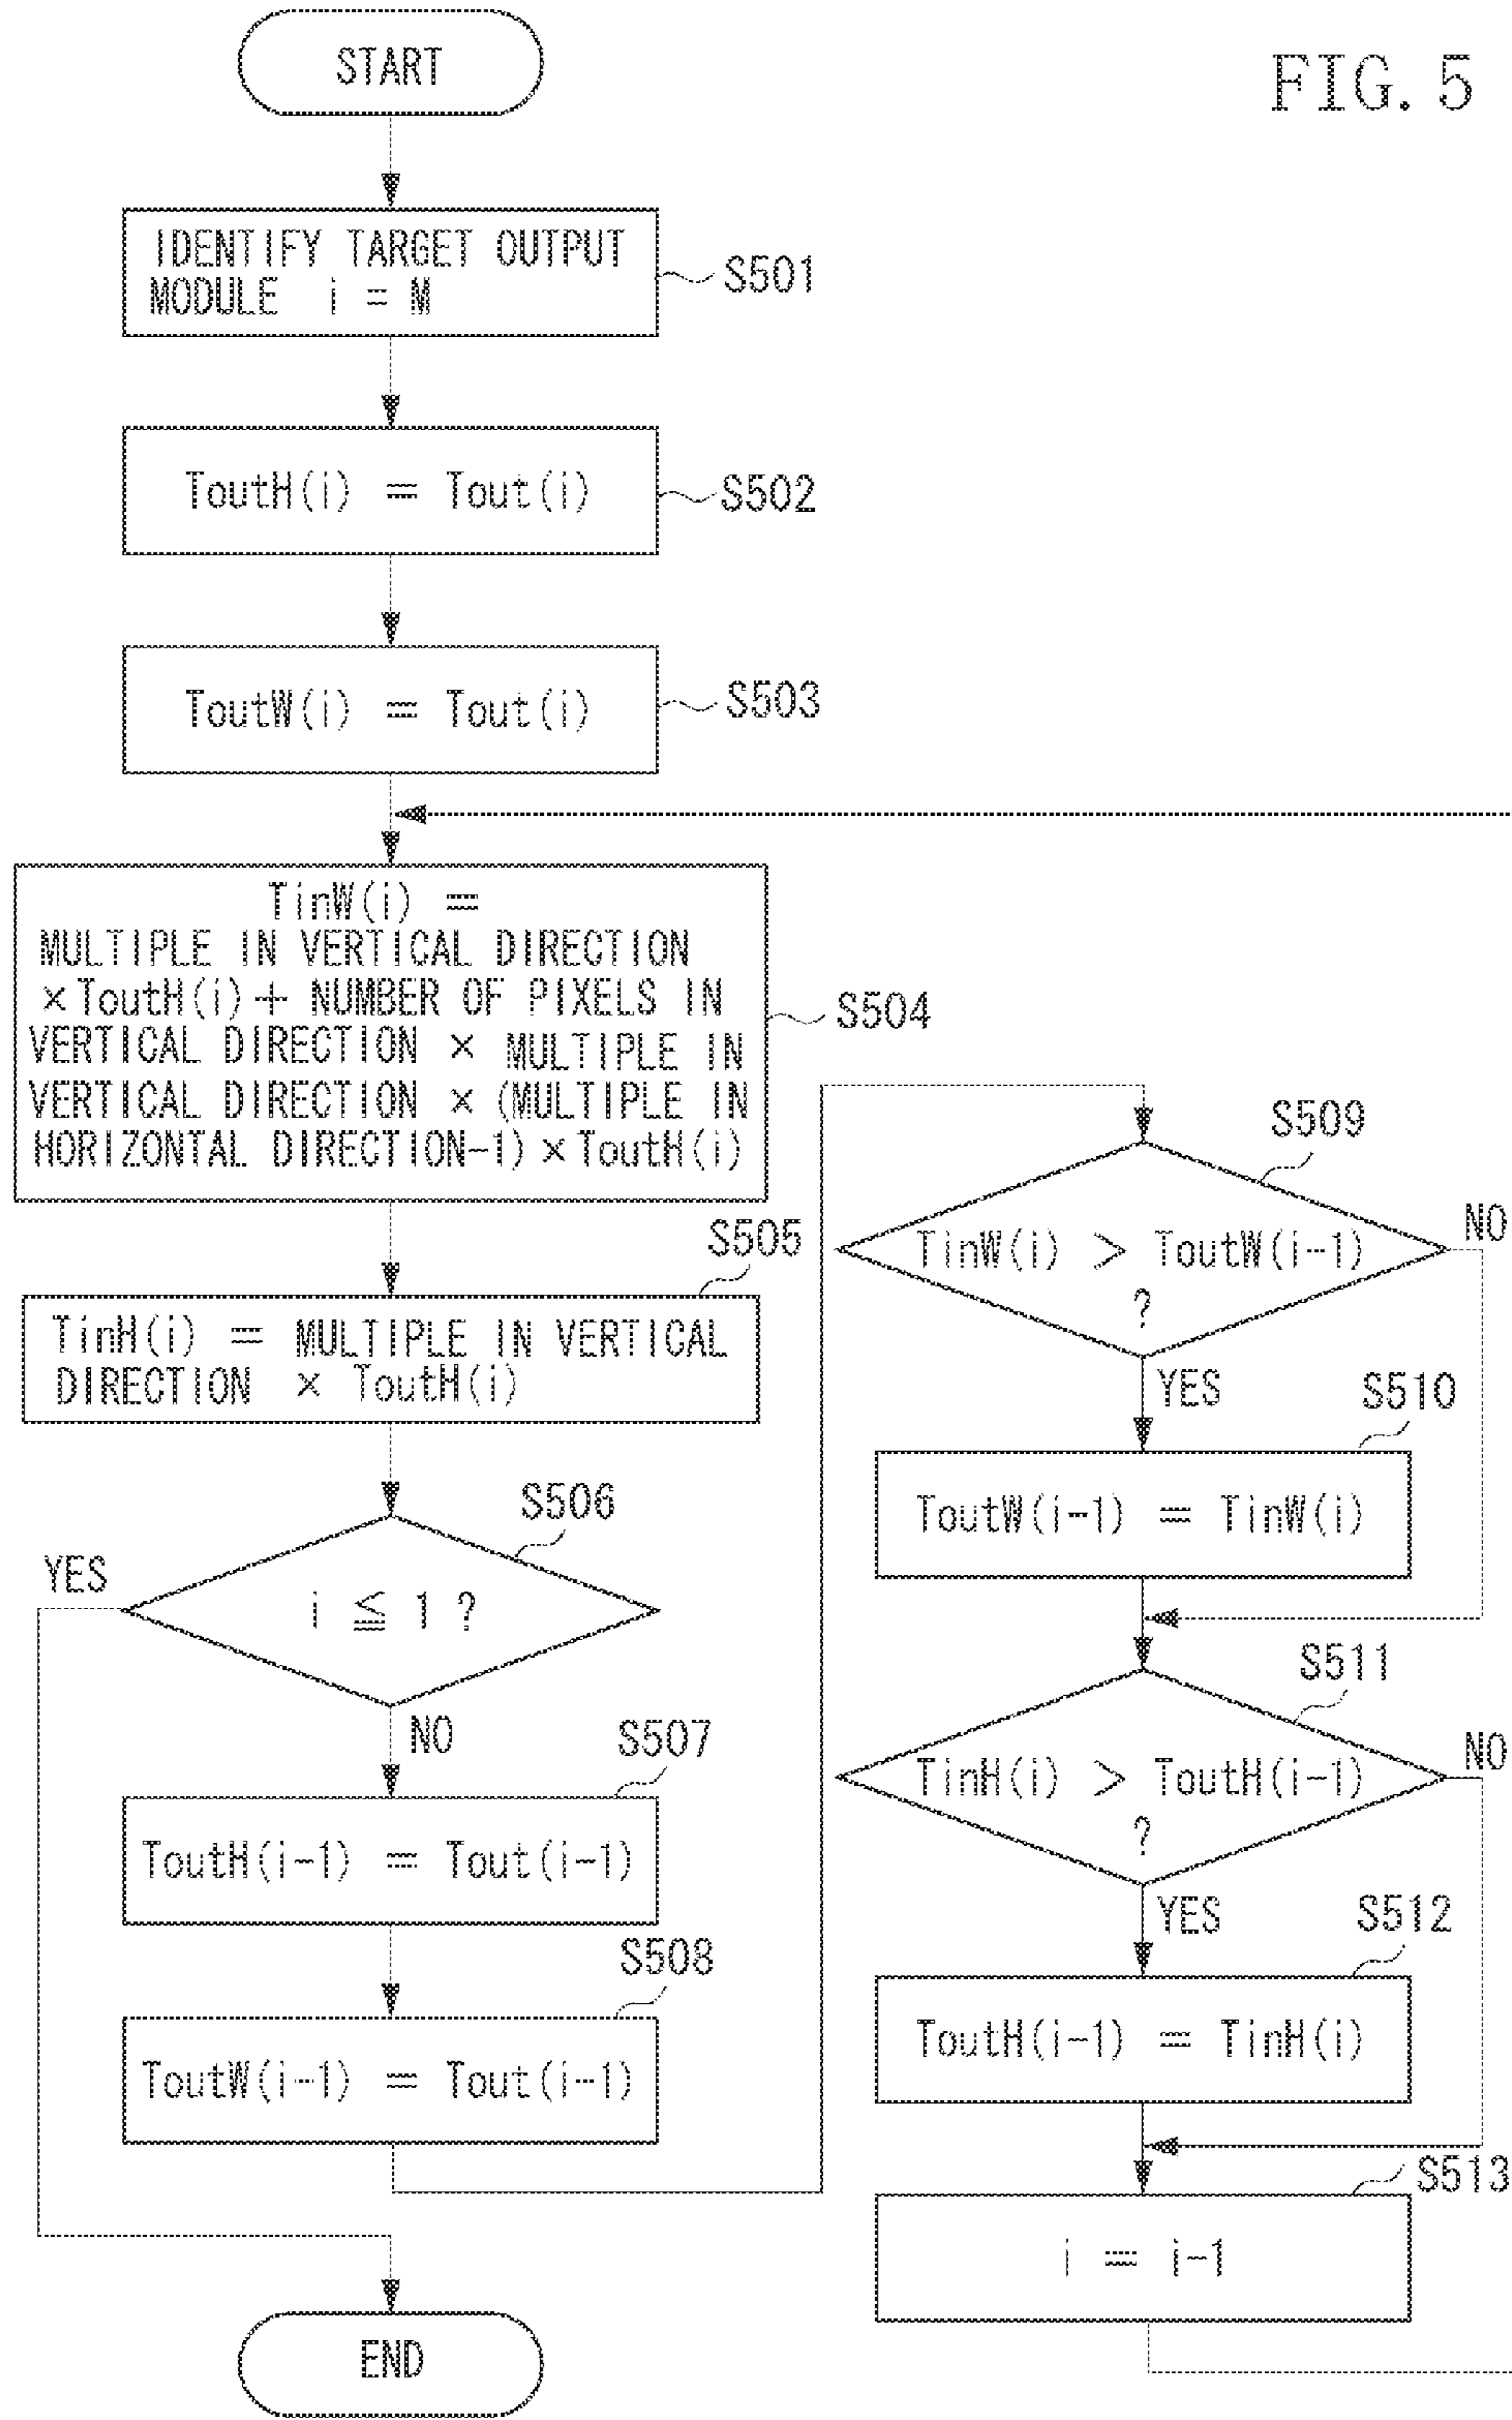 FIG. 5
START
IDENTIFY TARGET OUTPUT
MODULE i = M
S501
ToutH(i) = Tout(i)
S502
ToutW(i) = Tout(i)
S503
TinW(i) =
MULTIPLE IN VERTICAL DIRECTION
×ToutH(i)+ NUMBER OF PIXELS IN
VERTICAL DIRECTION × MULTIPLE IN
VERTICAL DIRECTION × (MULTIPLE IN
HORIZONTAL DIRECTION-1) ×ToutH(i)
S504
S505
TinH(i) = MULTIPLE IN VERTICAL
DIRECTION × ToutH(i)
S506
YES
i ≦ 1 ?
NO
S507
ToutH(i-1) = Tout(i-1)
S508
ToutW(i-1) = Tout(i-1)
END
S509
NO
TinW(i) > ToutW(i-1)
?
YES
S510
ToutW(i-1) = TinW(i)
S511
NO
TinH(i) > ToutH(i-1)
?
YES
S512
ToutH(i-1) = TinH(i)
S513
i = i-1